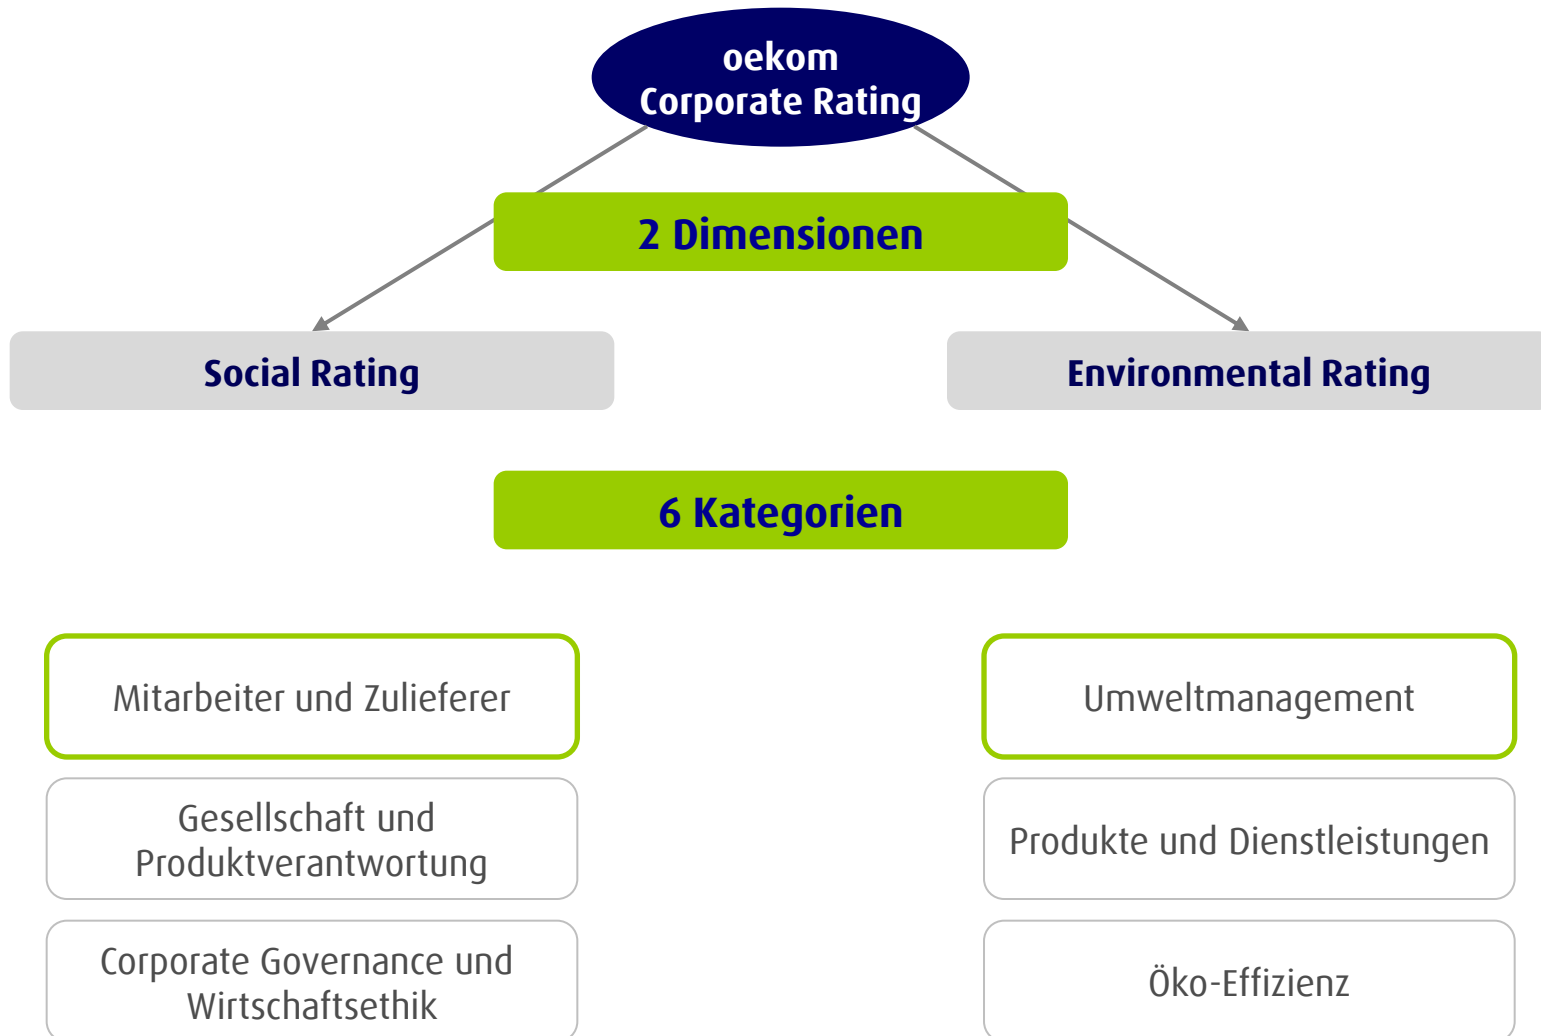 oekom
Corporate Rating
2 Dimensionen
Social Rating
Environmental Rating
6 Kategorien
Mitarbeiter und Zulieferer
Umweltmanagement
Gesellschaft und
Produktverantwortung
Produkte und Dienstleistungen
Corporate Governance und
Wirtschaftsethik
Öko-Effizienz